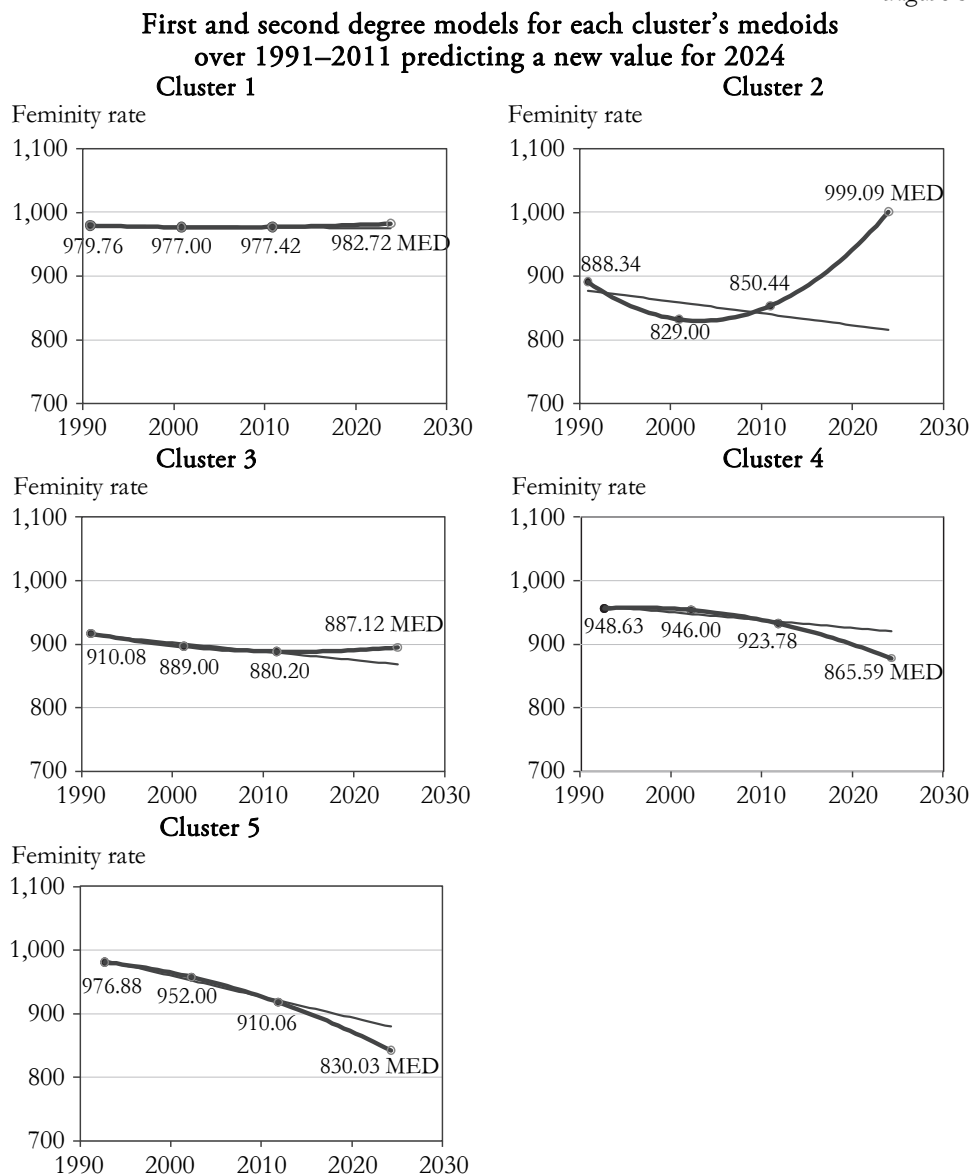 First and second degree models for each cluster’s medoids
over 1991–2011 predicting a new value for 2024
Cluster 1
Feminity rate
1,100
1,000
900
800
700
979.76
977.00
977.42
982.72 MED
1990 2000 2010 2020 2030
Cluster 2
Feminity rate
1,100
1,000
900
800
700
888.34
829.00
850.44
999.09 MED
1990 2000 2010 2020 2030
Cluster 3
Feminity rate
1,100
1,000
900
800
700
910.08
889.00
880.20
887.12 MED
1990 2000 2010 2020 2030
Cluster 4
Feminity rate
1,100
1,000
900
800
700
948.63
946.00
923.78
865.59 MED
1990 2000 2010 2020 2030
Cluster 5
Feminity rate
1,100
1,000
900
800
700
976.88
952.00
910.06
830.03 MED
1990 2000 2010 2020 2030